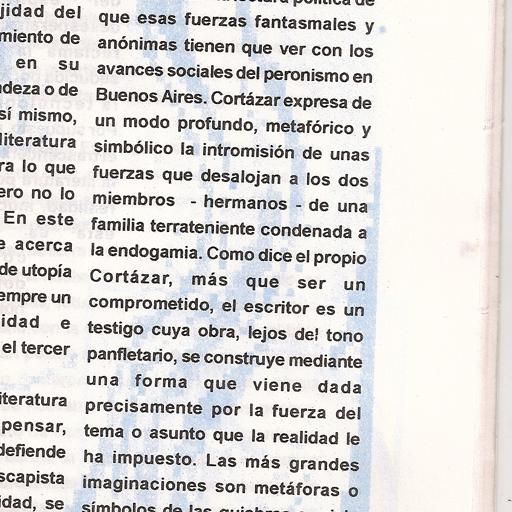 jidad del
miento de
en su
ndeza o de
sí mismo,
literatura
ra lo que
ero no lo
En este
e acerca
de utopía
empre un
idad e
el tercer
iteratura
pensar,
defiende
scapista
idad, se
política de
que esas fuerzas fantasmales y
anónimas tienen que ver con los
avances sociales del peronismo en
Buenos Aires. Cortázar expresa de
un modo profundo, metafórico y
simbólico la intromisión de unas
fuerzas que desalojan a los dos
miembros - hermanos - de una
familia terrateniente condenada a
la endogamia. Como dice el propio
Cortázar, más que ser un
comprometido, el escritor es un
testigo cuya obra, lejos del tono
panfletario, se construye mediante
una forma que viene dada
precisamente por la fuerza del
tema o asunto que la realidad le
ha impuesto. Las más grandes
imaginaciones son metáforas o
símbolos de las